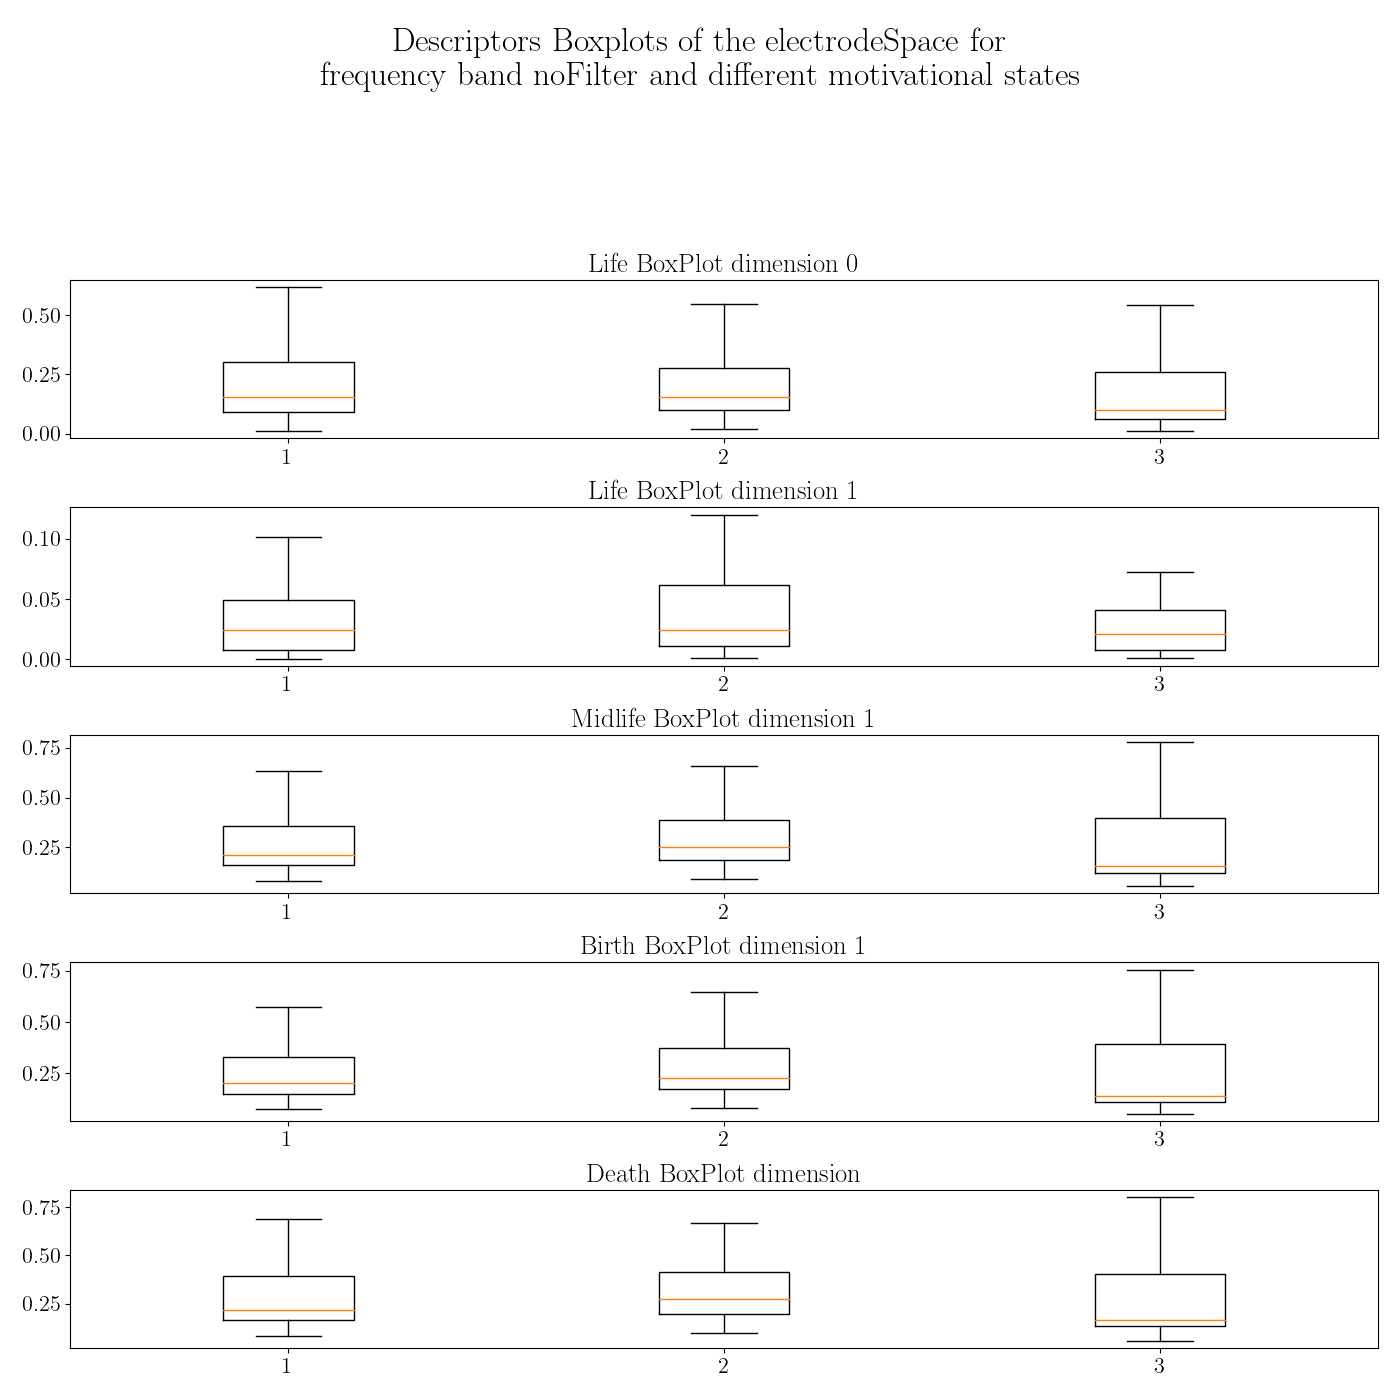 Descriptors Boxplots of the electrodeSpace for
frequency band noFilter and different motivational states
Life BoxPlot dimension 0
0.50
0.25
0.00
1 2 3
Life BoxPlot dimension 1
0.10
0.05
0.00
1 2 3
Midlife BoxPlot dimension 1
0.75
0.50
0.25
1 2 3
Birth BoxPlot dimension 1
0.75
0.50
0.25
1 2 3
Death BoxPlot dimension
0.75
0.50
0.25
1 2 3